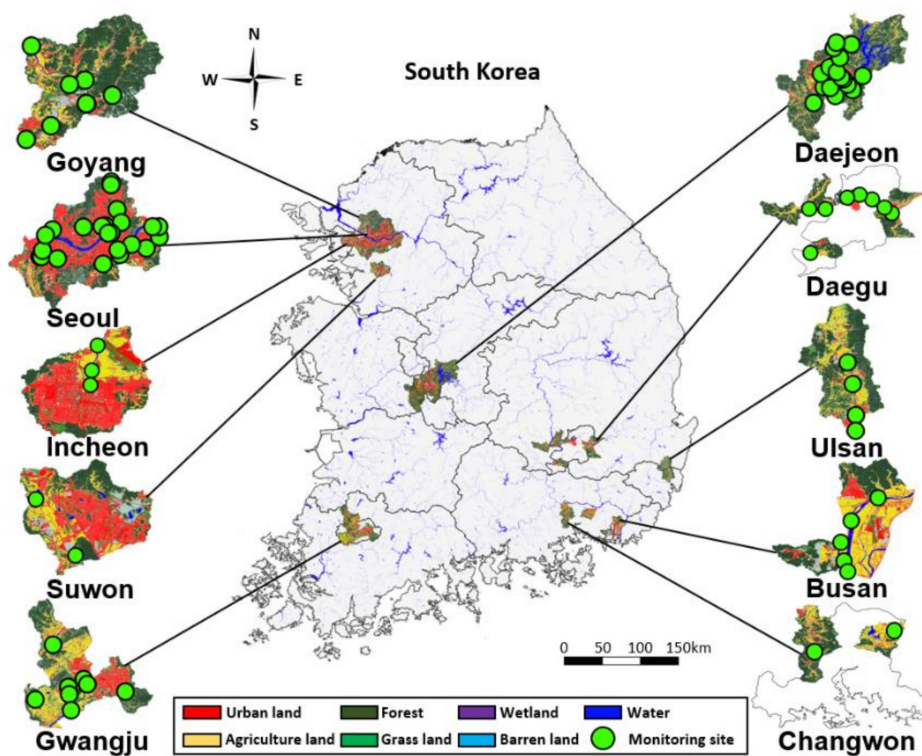 N
W E
S
South Korea
Goyang
Seoul
Incheon
Suwon
Gwangju
Daejeon
Daegu
Ulsan
Busan
Changwon
0 50 100 150km
Urban land Forest Wetland Water
Agriculture land Grass land Barren land Monitoring site